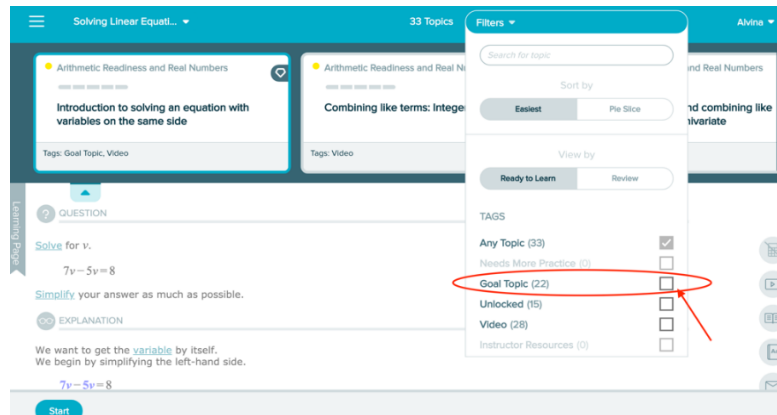 Solving Linear Equati...
33 Topics
Filters
Alvina
Arithmetic Readiness and Real Numbers
Introduction to solving an equation with
variables on the same side
Tags: Goal Topic, Video
Arithmetic Readiness and Real
Combining like terms:
Tags: Video
and Real Numbers
and combining like
Search for topic
Sort by
Easiest
Pie Slice
View by
Ready to Learn
Review
TAGS
Any Topic (33)
Needs More Practice (0)
Goal Topic (22)
Unlocked (15)
Video (28)
Instructor Resources (0)
Learning Page
? QUESTION
Solve for v.
7v−5v=8
Simplify your answer as much as possible.
EXPLANATION
We want to get the variable by itself.
We begin by simplifying the left-hand side.
7v−5v=8
Start